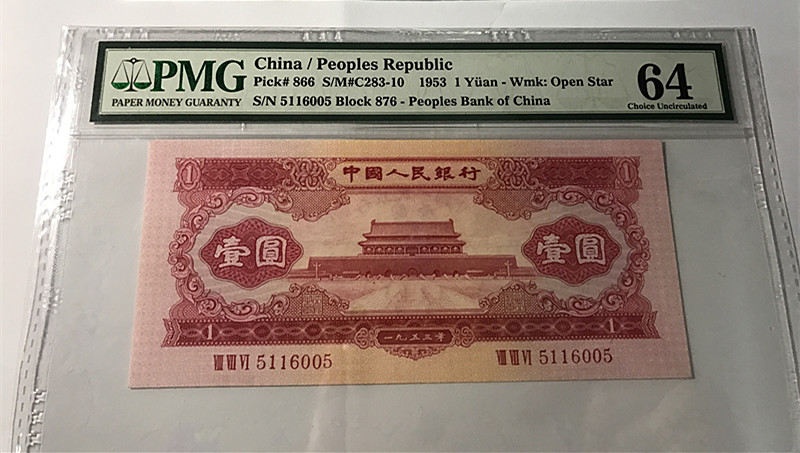 PMG
PAPER MONEY GUARANTY
China / Peoples Republic
Pick# 866 S/M#C283-10 1953 1 Yüan - Wmk: Open Star
S/N 5116005 Block 876 - Peoples Bank of China
64
Choice Uncirculated
中國人民銀行
1 1
壹圓 壹圓
1 1
一九五三年
VIII VII VI 5116005 VIII VII VI 5116005